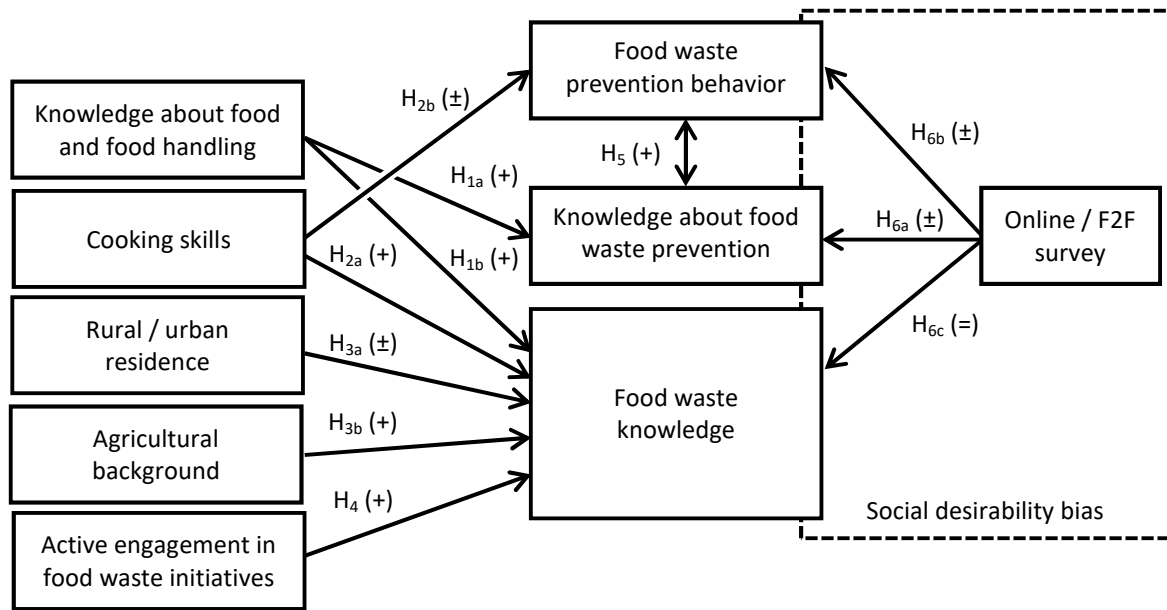 Food waste
prevention behavior
Knowledge about food
and food handling
H2b (±)
H5 (+)
H6b (±)
H1a (+)
Cooking skills
Knowledge about food
waste prevention
H6a (±)
Online / F2F
survey
H2a (+)
H1b (+)
Rural / urban
residence
H3a (±)
H6c (=)
Food waste
knowledge
Agricultural
background
H3b (+)
H4 (+)
Social desirability bias
Active engagement in
food waste initiatives